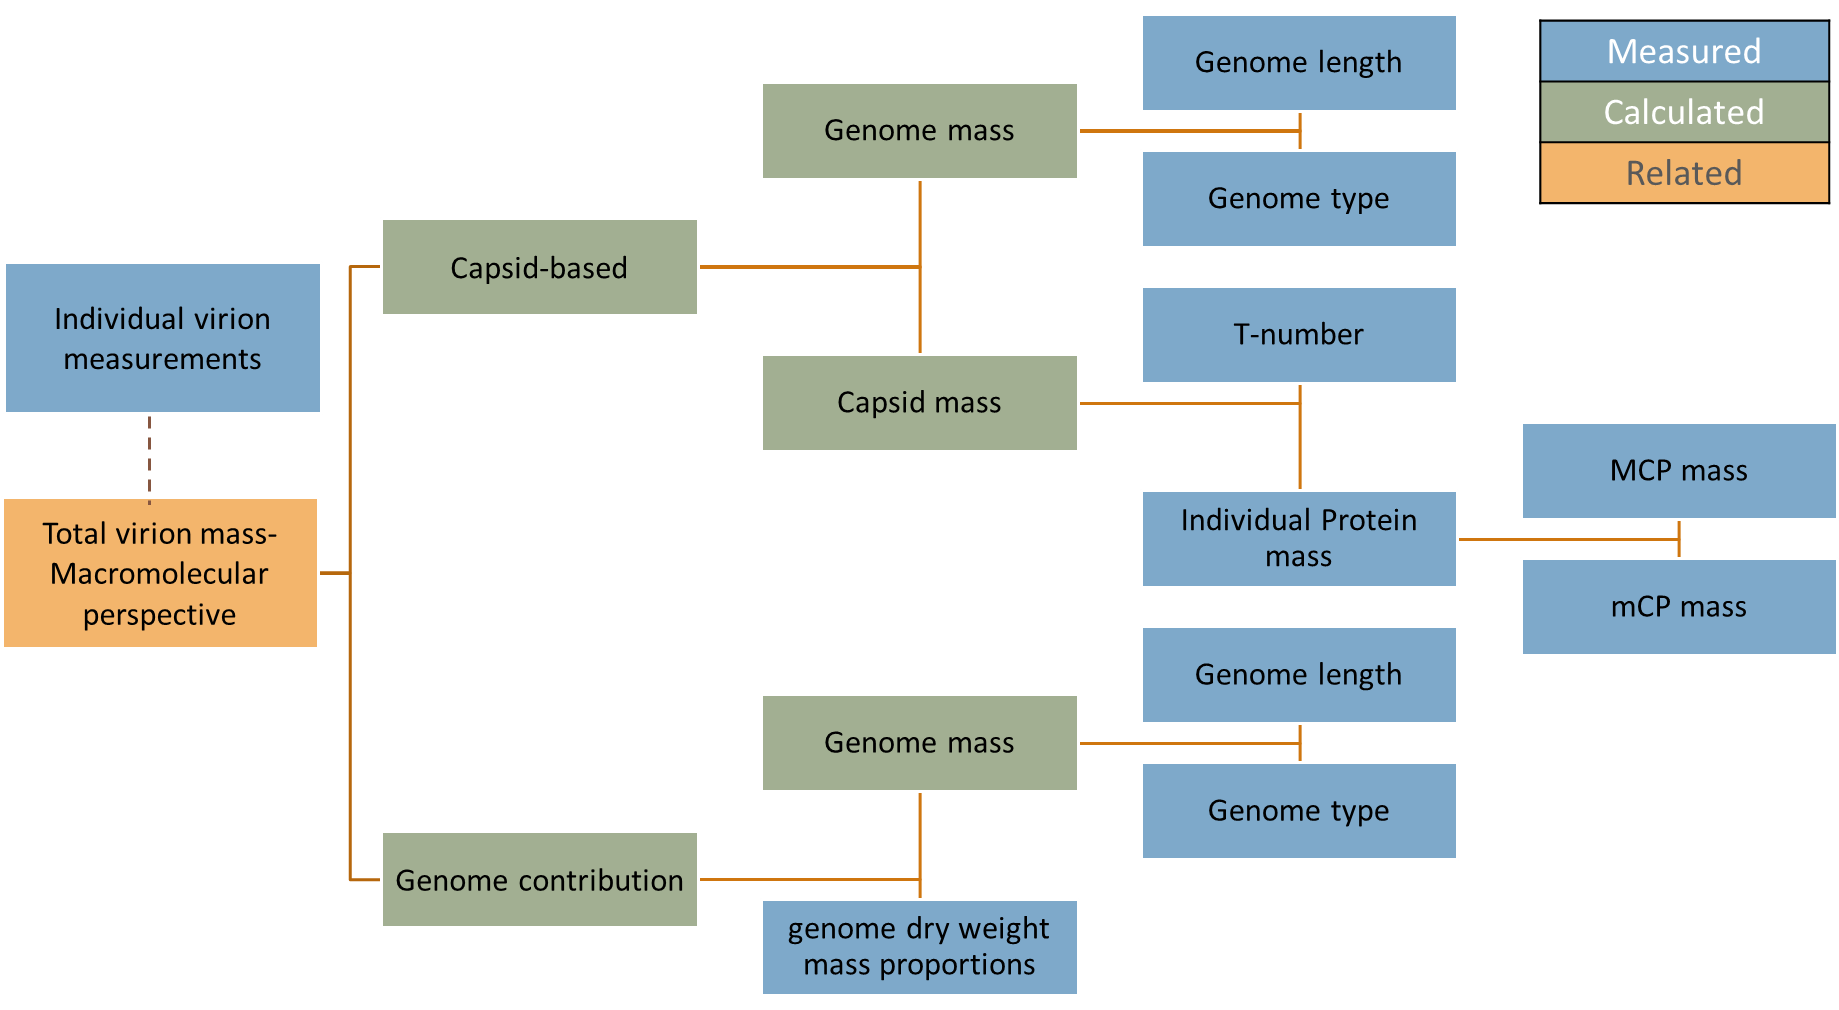 Genome length
Measured
Calculated
Related
Genome mass
Genome type
Capsid-based
Individual virion
measurements
T-number
Capsid mass
MCP mass
Individual Protein
mass
Total virion mass-
Macromolecular
perspective
mCP mass
Genome length
Genome mass
Genome type
Genome contribution
genome dry weight
mass proportions